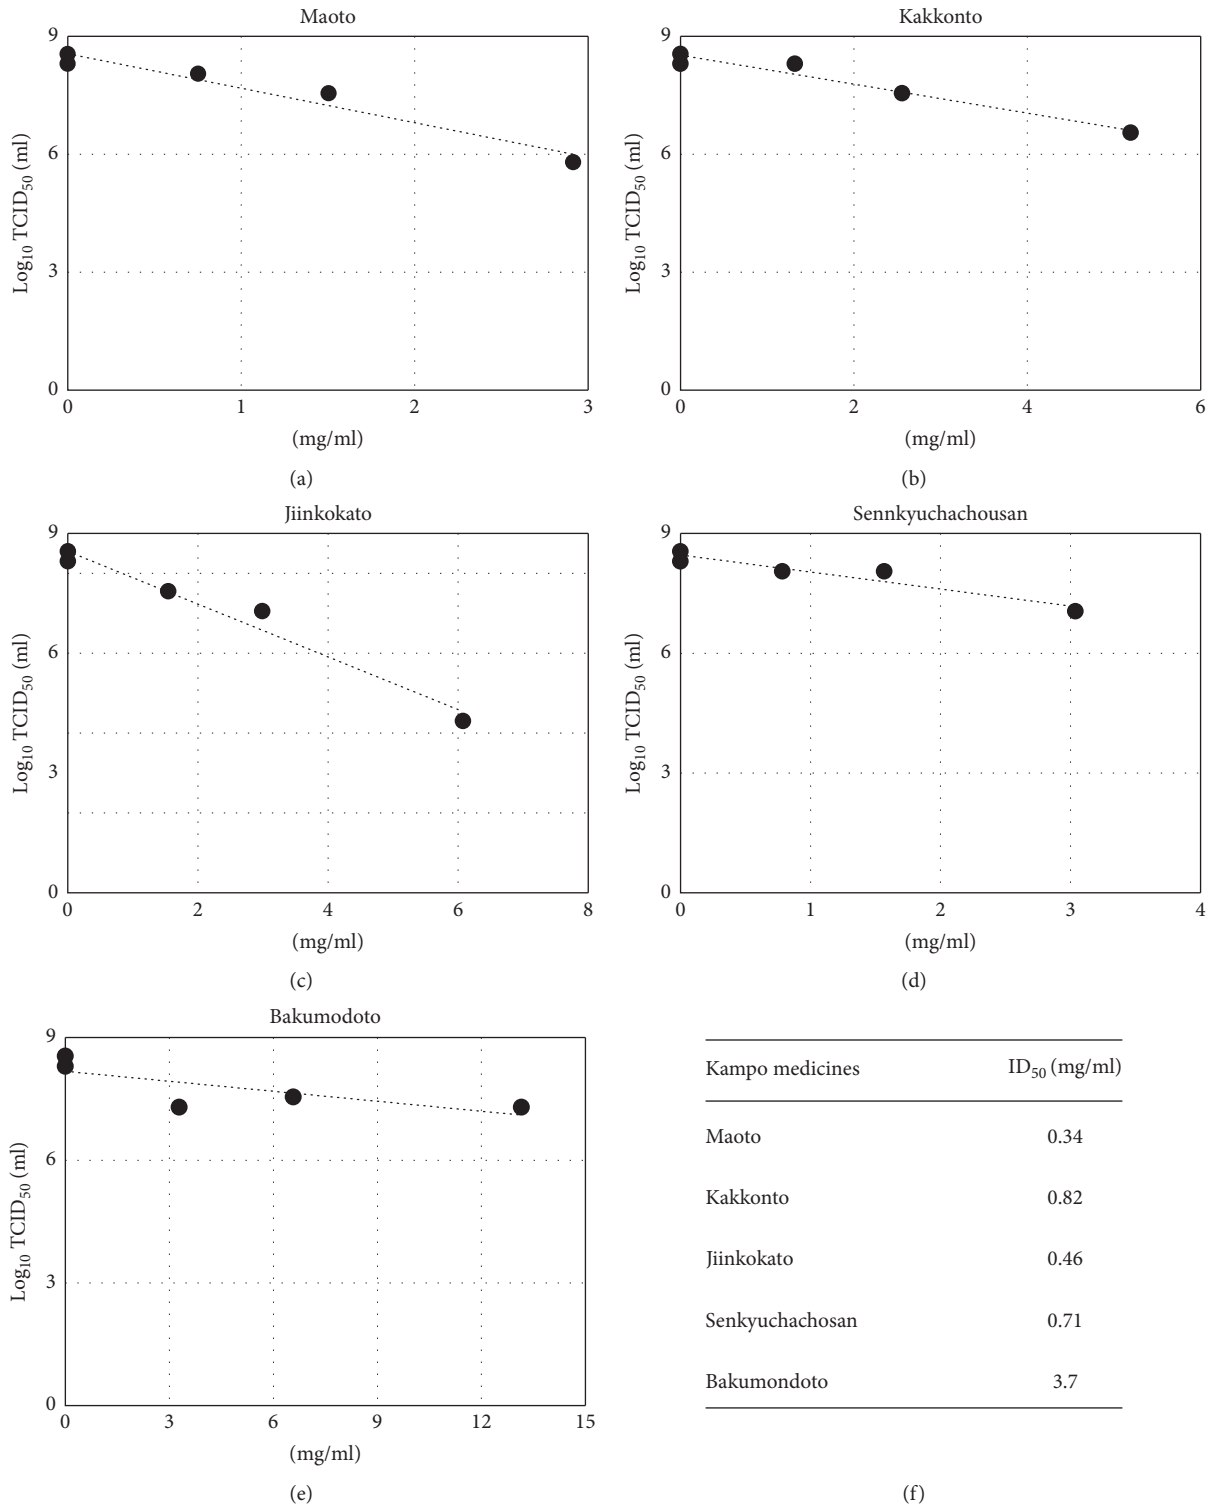 Maoto
9
6
3
0
Log10 TCID50 (ml)
0 1 2 3
(mg/ml)
(a)
Kakkonto
9
6
3
0
Log10 TCID50 (ml)
0 2 4 6
(mg/ml)
(b)
Jiinkokato
9
6
3
0
Log10 TCID50 (ml)
0 2 4 6 8
(mg/ml)
(c)
Sennkyuchachousan
9
6
3
0
Log10 TCID50 (ml)
0 1 2 3 4
(mg/ml)
(d)
Bakumodoto
9
6
3
0
Log10 TCID50 (ml)
0 3 6 9 12 15
(mg/ml)
(e)
Kampo medicines ID50 (mg/ml)
Maoto 0.34
Kakkonto 0.82
Jiinkokato 0.46
Senkyuchachosan 0.71
Bakumondoto 3.7
(f)